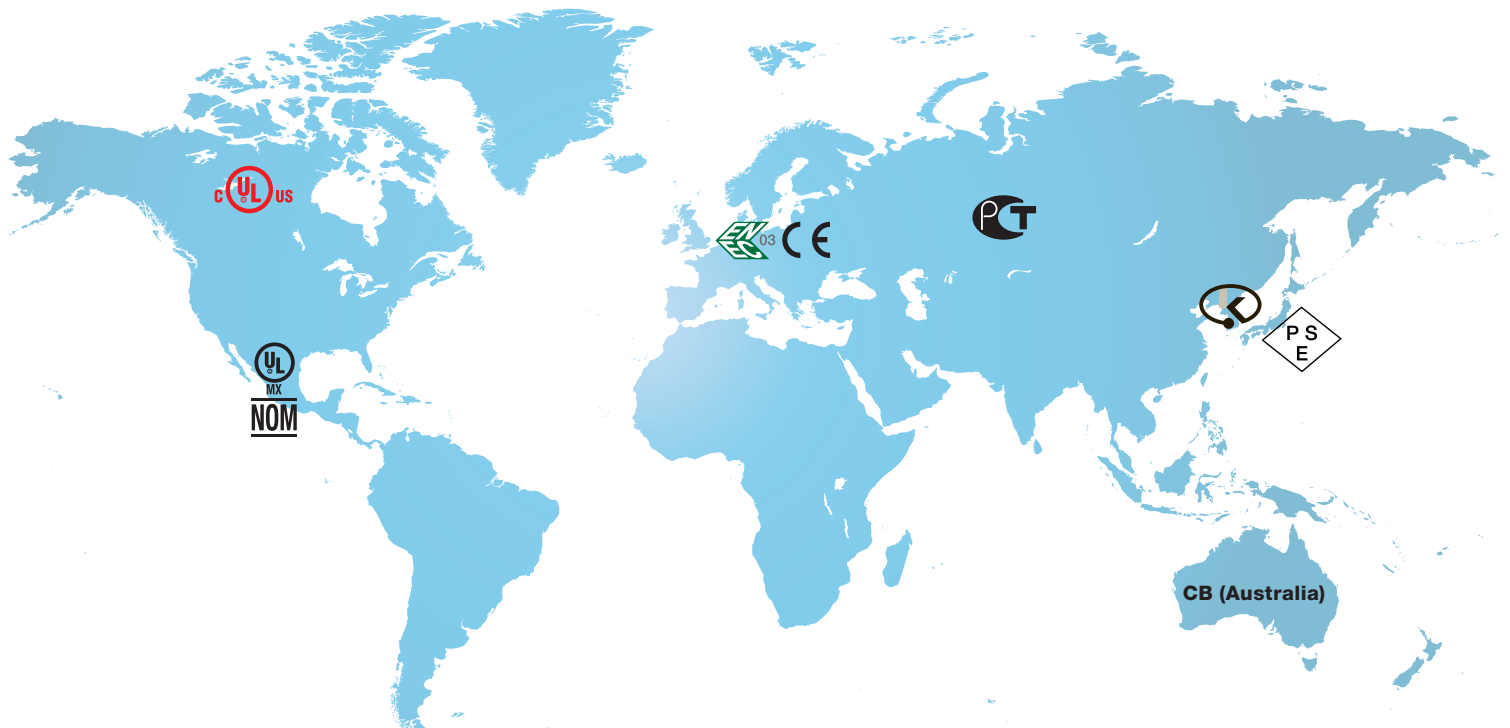 C UL US
EN
EC 03 CE
PCT
UL
MX
NOM
K
P S
E
CB (Australia)